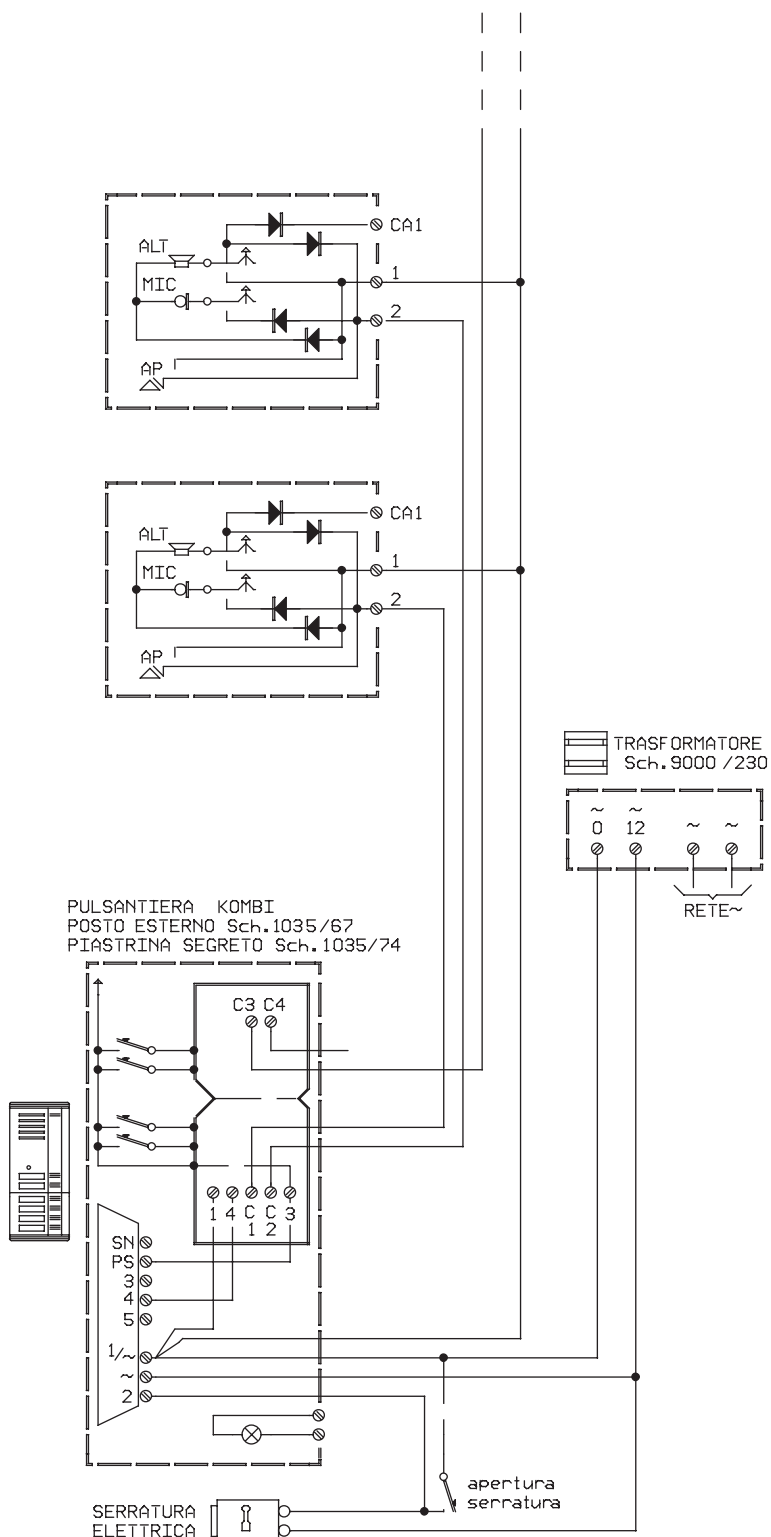 CA1
ALT
1
MIC
2
AP
CA1
ALT
1
MIC
2
AP
TRASFORMATORE
Sch.9000 /230
~ ~
0 12 ~ ~
RETE~
PULSANTIERA KOMBI
POSTO ESTERNO Sch.1035/67
PIASTRINA SEGRETO Sch.1035/74
C3 C4
1 4 C C 3
1 2
SN
PS
3
4
5
1/~
~
2
apertura
serratura
SERRATURA
ELETTRICA